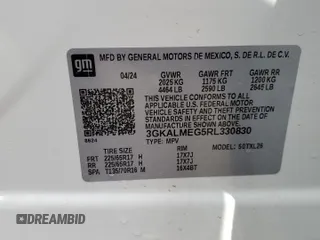 gm
MFD BY GENERAL MOTORS DE MEXICO, S. DE R.L. DE C.V.
04/24 GVWR GAWR FRT GAWR RR
2025 KG 1175 KG 1200 KG
4464 LB 2590 LB 2645 LB
THIS VEHICLE CONFORMS TO ALL APPLICABLE
U.S. FEDERAL MOTOR VEHICLE SAFETY, BUMPER,
AND THEFT PREVENTION STANDARDS IN EFFECT ON
THE DATE OF MANUFACTURE SHOWN ABOVE.
3GKALMEG5RL330830
TYPE: MPV MODEL:
TIRE RIM
FRT 225/65R17 H 17X7J
RR 225/65R17 H 17X7J
SPA T135/70R16 M 16X4BT